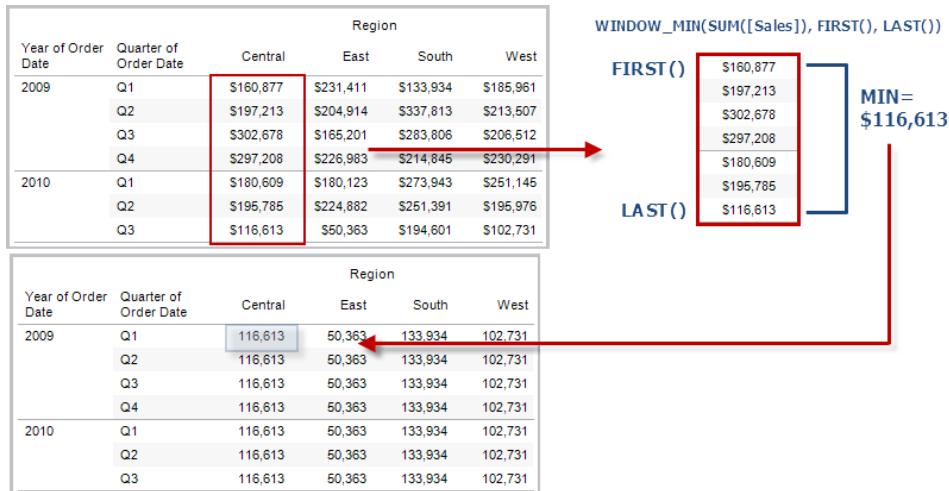 Region
Year of Order Date Quarter of Order Date Central East South West
2009 Q1 $160,877 $231,411 $133,934 $185,961
Q2 $197,213 $204,914 $337,813 $213,507
Q3 $302,678 $165,201 $283,806 $206,512
Q4 $297,208 $226,983 $214,845 $230,291
2010 Q1 $180,609 $180,123 $273,943 $251,145
Q2 $195,785 $224,882 $251,391 $195,976
Q3 $116,613 $50,363 $194,601 $102,731
WINDOW_MIN(SUM([Sales]), FIRST(), LAST())
FIRST() $160,877
$197,213
$302,678
$297,208
$180,609
$195,785
LAST() $116,613
MIN=
$116,613
Region
Year of Order Date Quarter of Order Date Central East South West
2009 Q1 116,613 50,363 133,934 102,731
Q2 116,613 50,363 133,934 102,731
Q3 116,613 50,363 133,934 102,731
Q4 116,613 50,363 133,934 102,731
2010 Q1 116,613 50,363 133,934 102,731
Q2 116,613 50,363 133,934 102,731
Q3 116,613 50,363 133,934 102,731